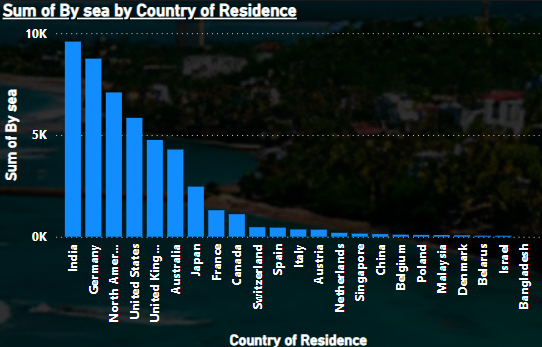 Sum of By sea by Country of Residence
10K
5K
0K
Sum of By sea
India
Germany
North Amer...
United States
United King...
Australia
Japan
France
Canada
Switzerland
Spain
Italy
Austria
Netherlands
Singapore
China
Belgium
Poland
Malaysia
Denmark
Belarus
Israel
Bangladesh
Country of Residence